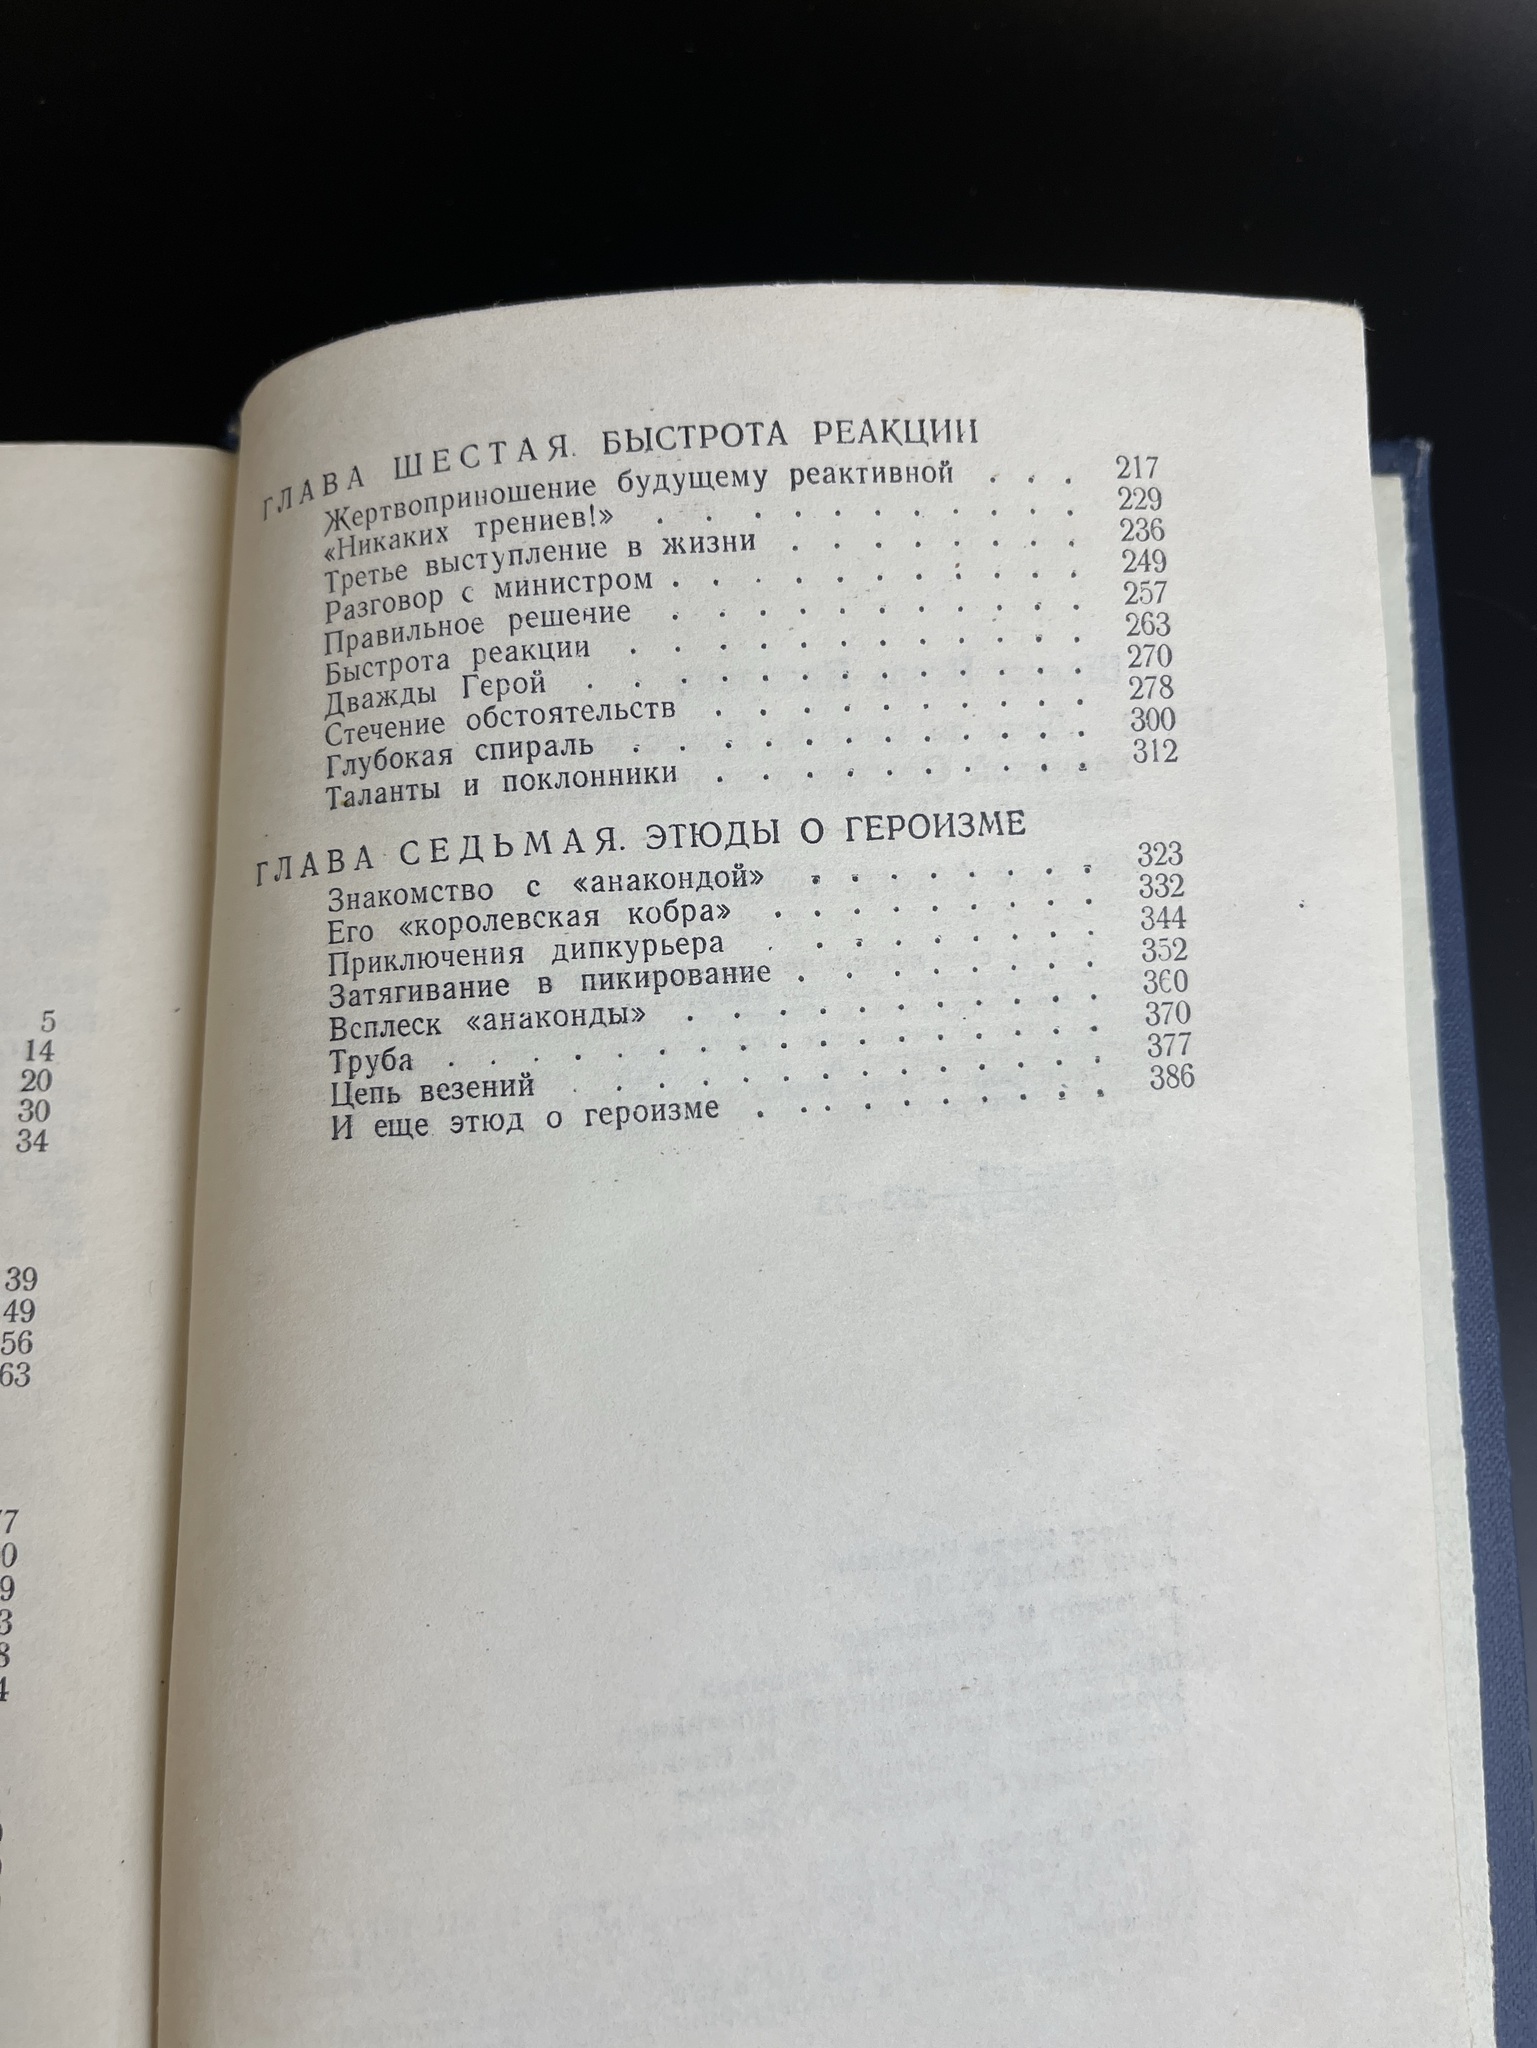 5
14
20
30
34
39
49
56
63
ГЛАВА ШЕСТАЯ. БЫСТРОТА РЕАКЦИИ
Жертвоприношение будущему реактивной . . . 217
«Никаких трениев!» . . . . . . . . . . 229
Третье выступление в жизни . . . . . . . 236
Разговор с министром . . . . . . . . . . 249
Правильное решение . . . . . . . . . . 257
Быстрота реакции . . . . . . . . . . . 263
Дважды Герой . . . . . . . . . . . . 270
Стечение обстоятельств . . . . . . . . . 278
Глубокая спираль . . . . . . . . . . . 300
Таланты и поклонники . . . . . . . . . 312
ГЛАВА СЕДЬМАЯ. ЭТЮДЫ О ГЕРОИЗМЕ
Знакомство с «анакондой» . . . . . . . . 323
Его «королевская кобра» . . . . . . . . 332
Приключения дипкурьера . . . . . . . . 344
Затягивание в пикирование . . . . . . . . 352
Всплеск «анаконды» . . . . . . . . . . 360
Труба . . . . . . . . . . . . . . . . 370
Цепь везений . . . . . . . . . . . . . 377
И еще этюд о героизме . . . . . . . . . 386